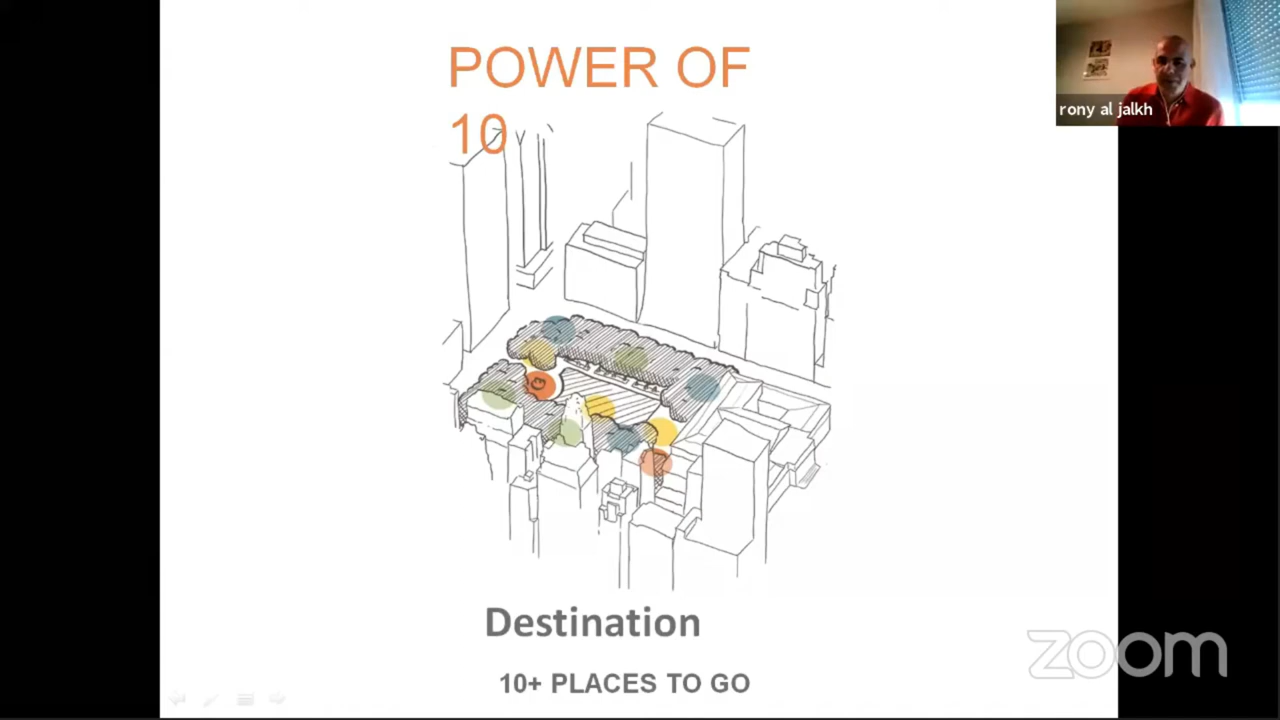 POWER OF
10
rony al jalkh
Destination
10+ PLACES TO GO
zoom